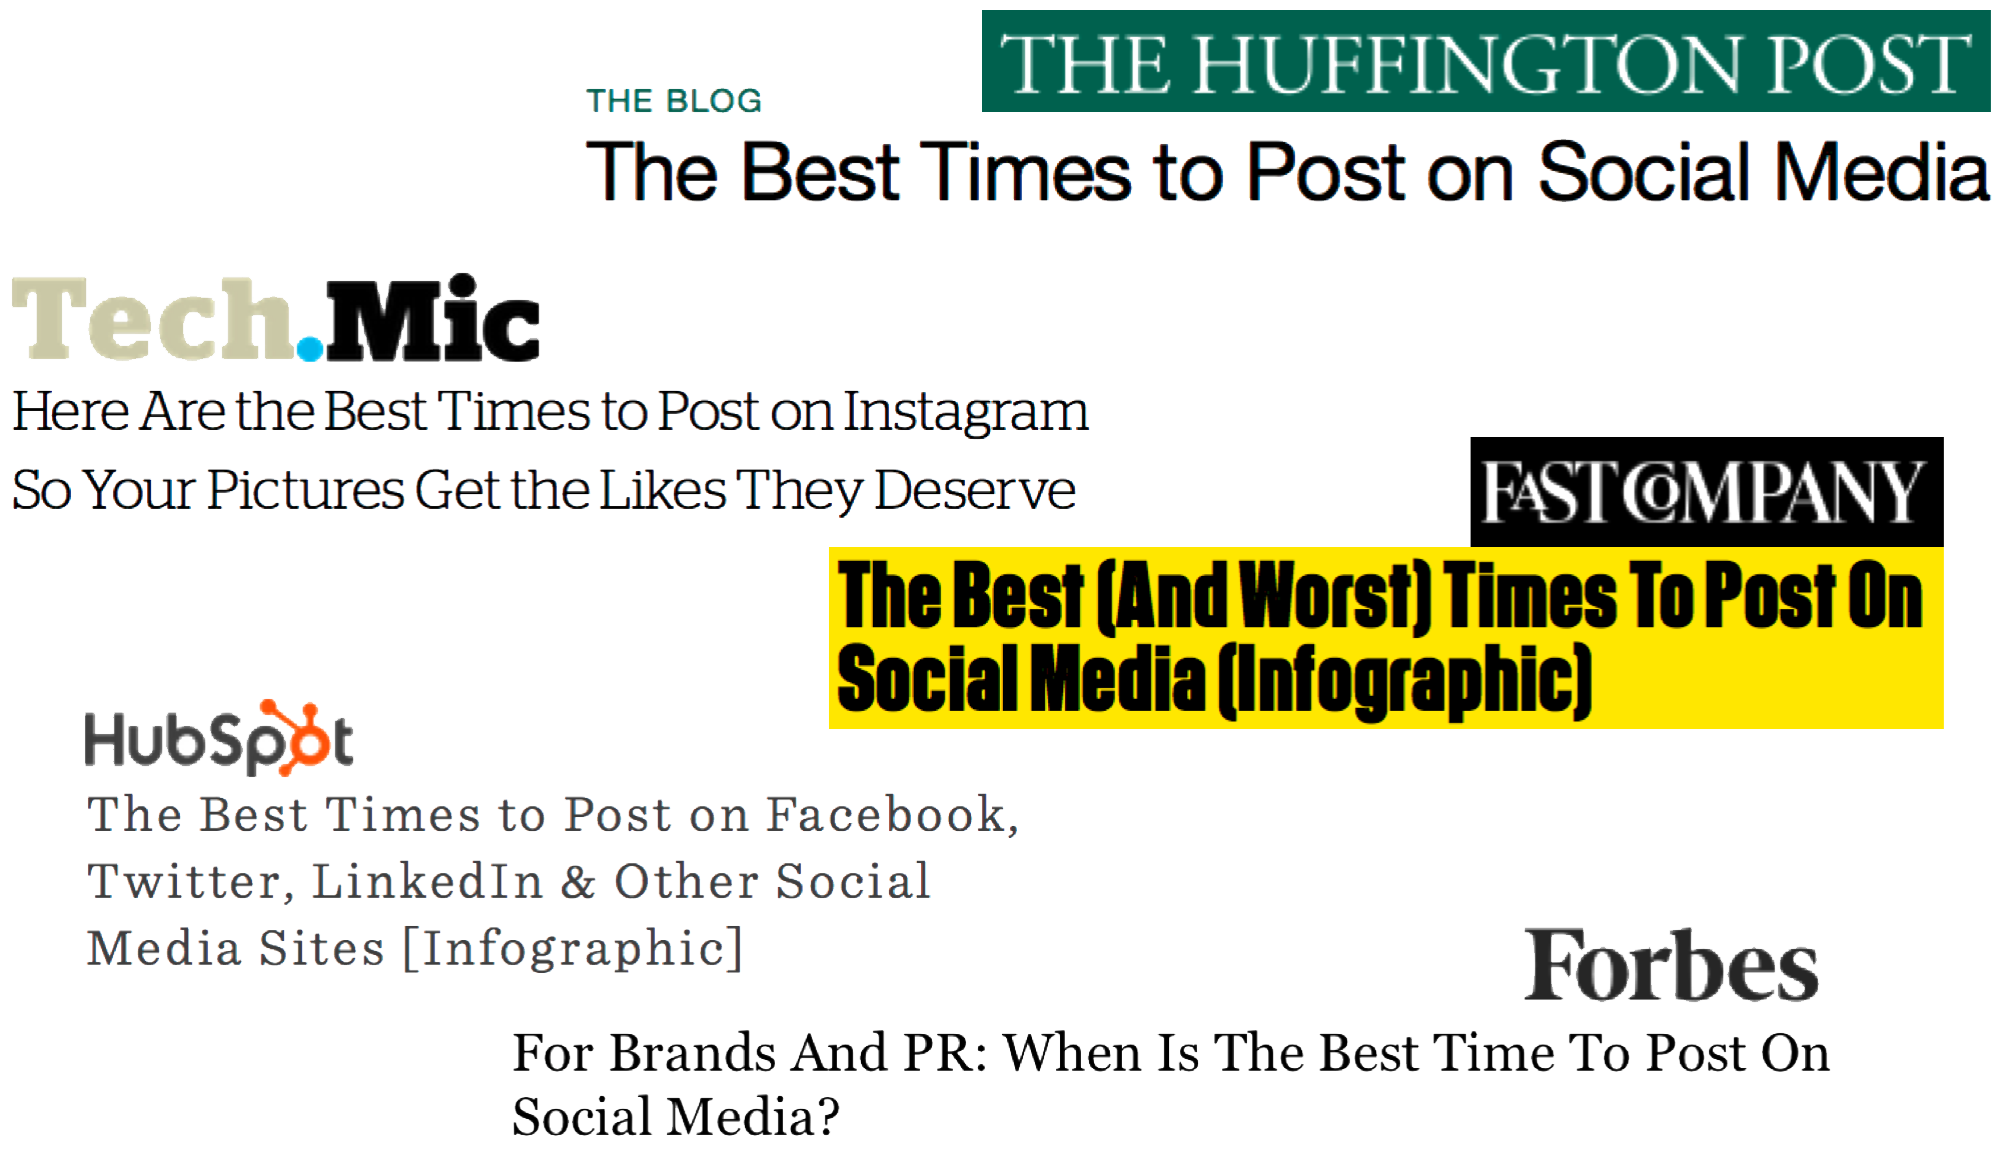 THE HUFFINGTON POST
THE BLOG
The Best Times to Post on Social Media
Tech.Mic
Here Are the Best Times to Post on Instagram
So Your Pictures Get the Likes They Deserve
FAST COMPANY
The Best (And Worst) Times To Post On
Social Media (Infographic)
HubSpot
The Best Times to Post on Facebook,
Twitter, LinkedIn & Other Social
Media Sites [Infographic]
Forbes
For Brands And PR: When Is The Best Time To Post On
Social Media?